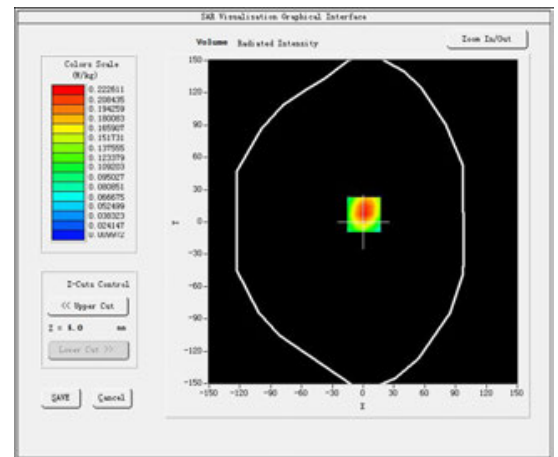 SAR Visualisation Graphical Interface
Volume Radiated Intensity
Zoom In/Out
Colors Scale
(W/kg)
0.222611
0.208435
0.194259
0.180083
0.165907
0.151731
0.137555
0.123379
0.109203
0.095027
0.080851
0.066675
0.052499
0.038323
0.024147
0.009972
Z-Cuts Control
<< Upper Cut
Z = 4.0 mm
Lower Cut >>
SAVE Cancel
150
120
90
60
30
0
-30
-60
-90
-120
-150
Y
-150 -120 -90 -60 -30 0 30 60 90 120 150
X